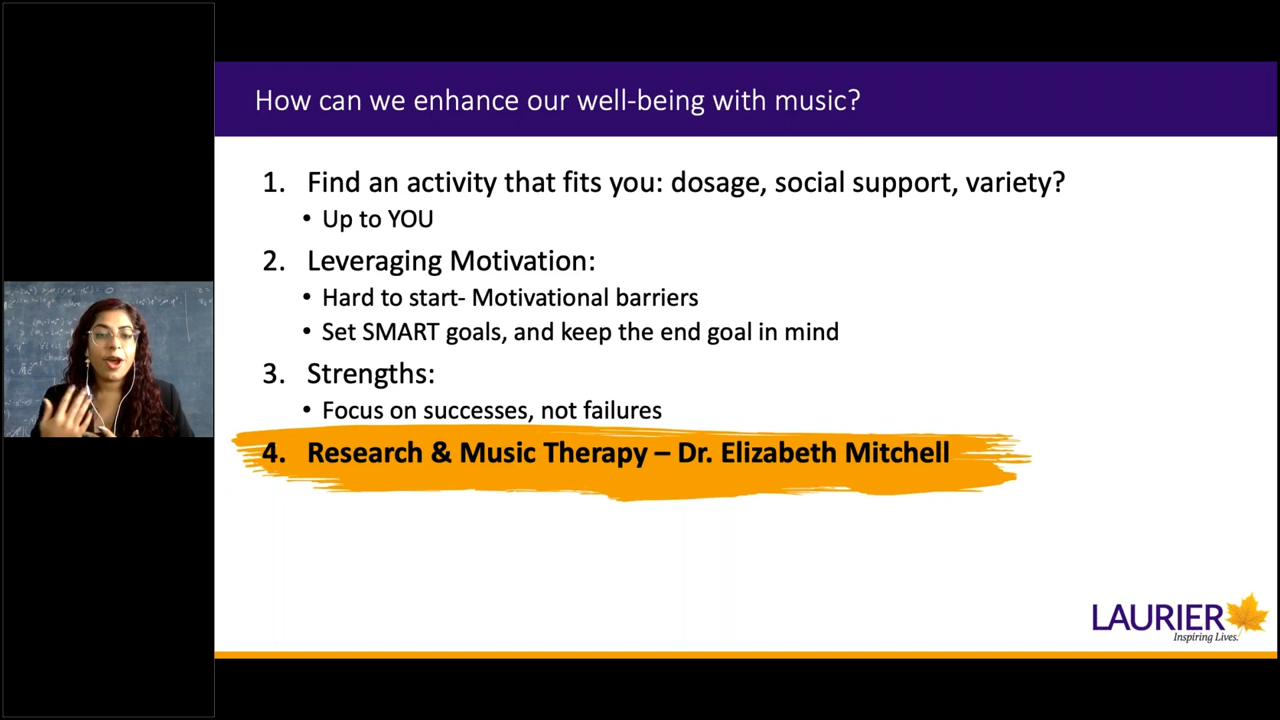 How can we enhance our well-being with music?
1. Find an activity that fits you: dosage, social support, variety?
• Up to YOU
2. Leveraging Motivation:
• Hard to start- Motivational barriers
• Set SMART goals, and keep the end goal in mind
3. Strengths:
• Focus on successes, not failures
4. Research & Music Therapy – Dr. Elizabeth Mitchell
LAURIER
Inspiring Lives.